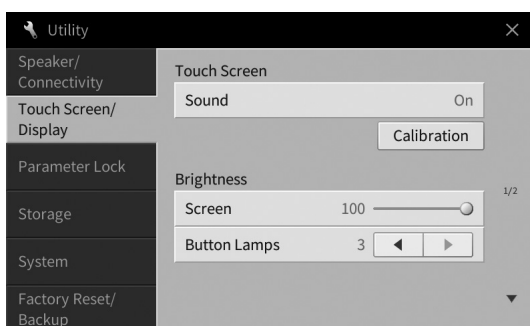 Utility
Speaker/
Connectivity
Touch Screen/
Display
Parameter Lock
Storage
System
Factory Reset/
Backup
Touch Screen
Sound On
Calibration
Brightness
Screen 100
Button Lamps 3
1/2